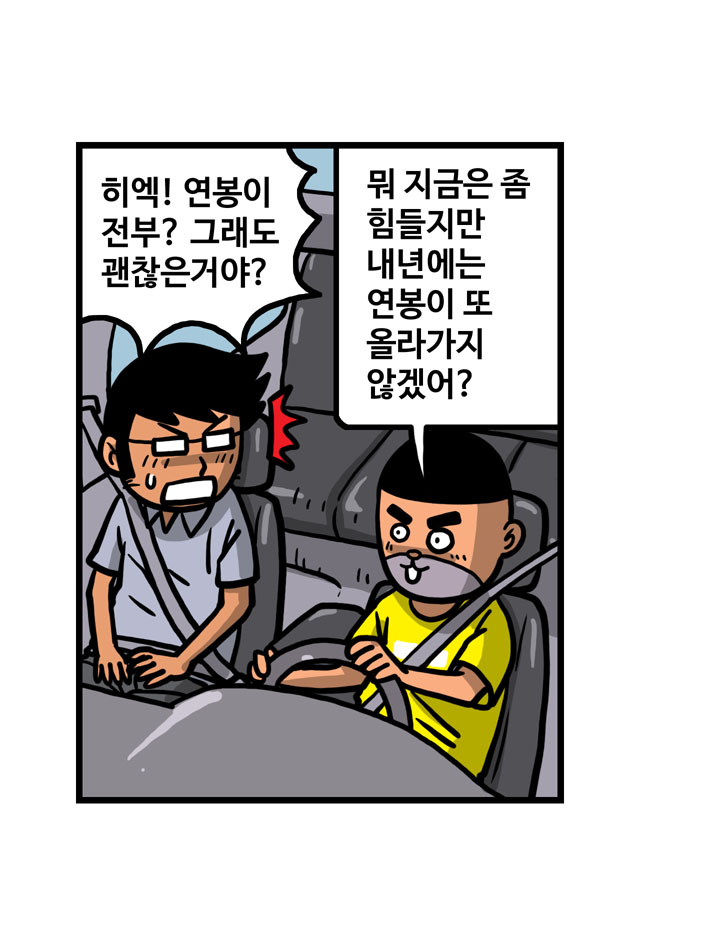 히엑! 연봉이
전부? 그래도
괜찮은거야?
뭐 지금은 좀
힘들지만
내년에는
연봉이 또
올라가지
않겠어?